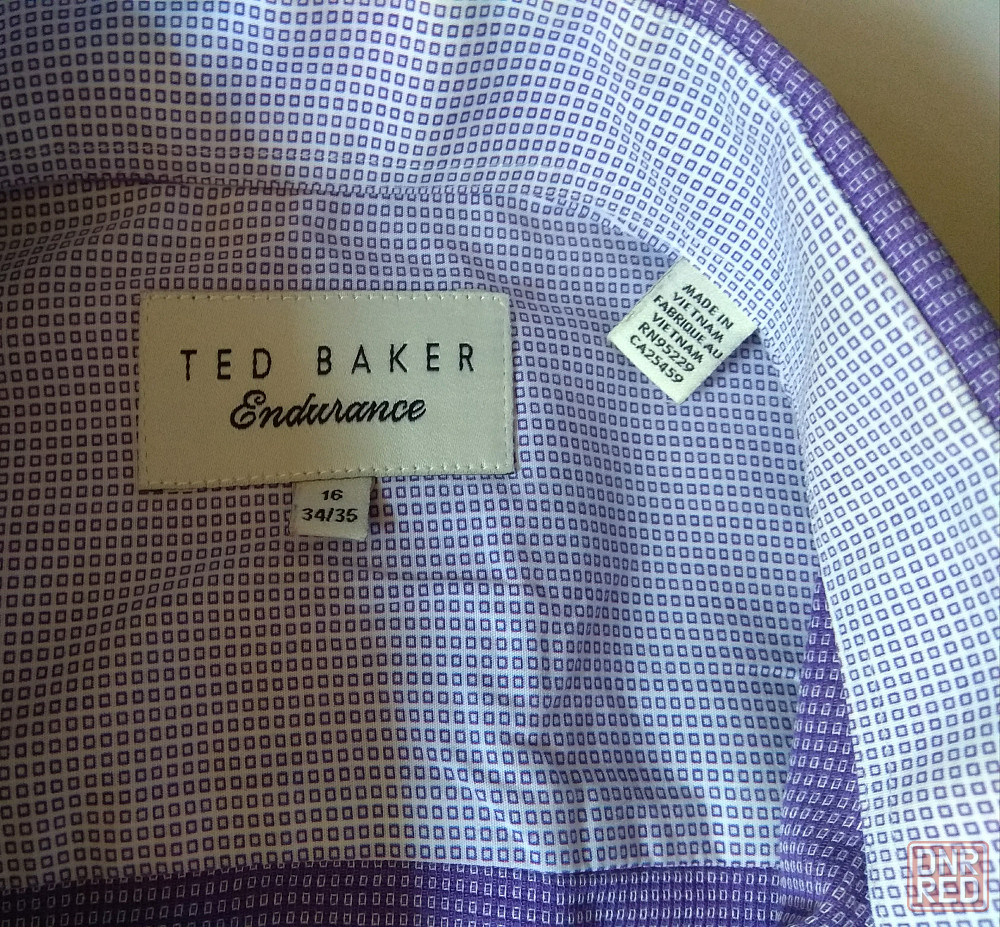 TED BAKER
Endurance
16
34/35
MADE IN
VIETNAM
FABRIQUE AU
VIETNAM
RN95229
CA25459
DNR
RED